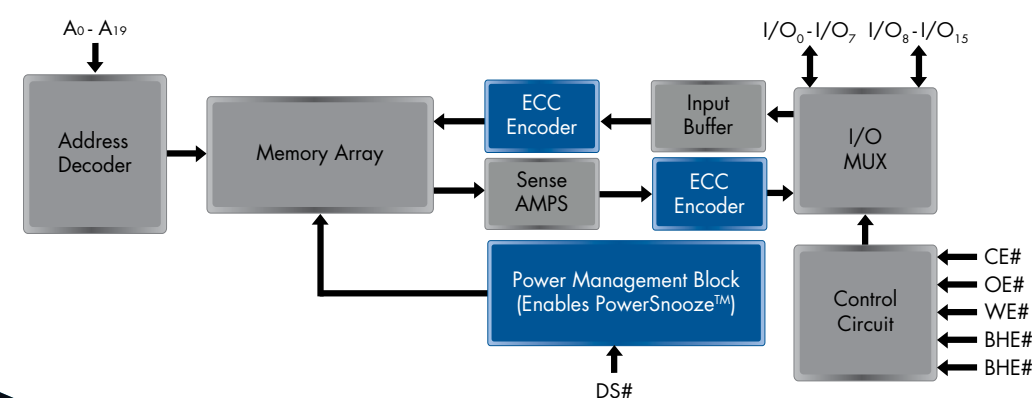 A0 - A19
I/O0-I/O7 I/O8-I/O15
Address
Decoder
Memory Array
ECC
Encoder
Input
Buffer
I/O
MUX
Sense
AMPS
ECC
Encoder
Power Management Block
(Enables PowerSnooze™)
Control
Circuit
CE#
OE#
WE#
BHE#
BHE#
DS#